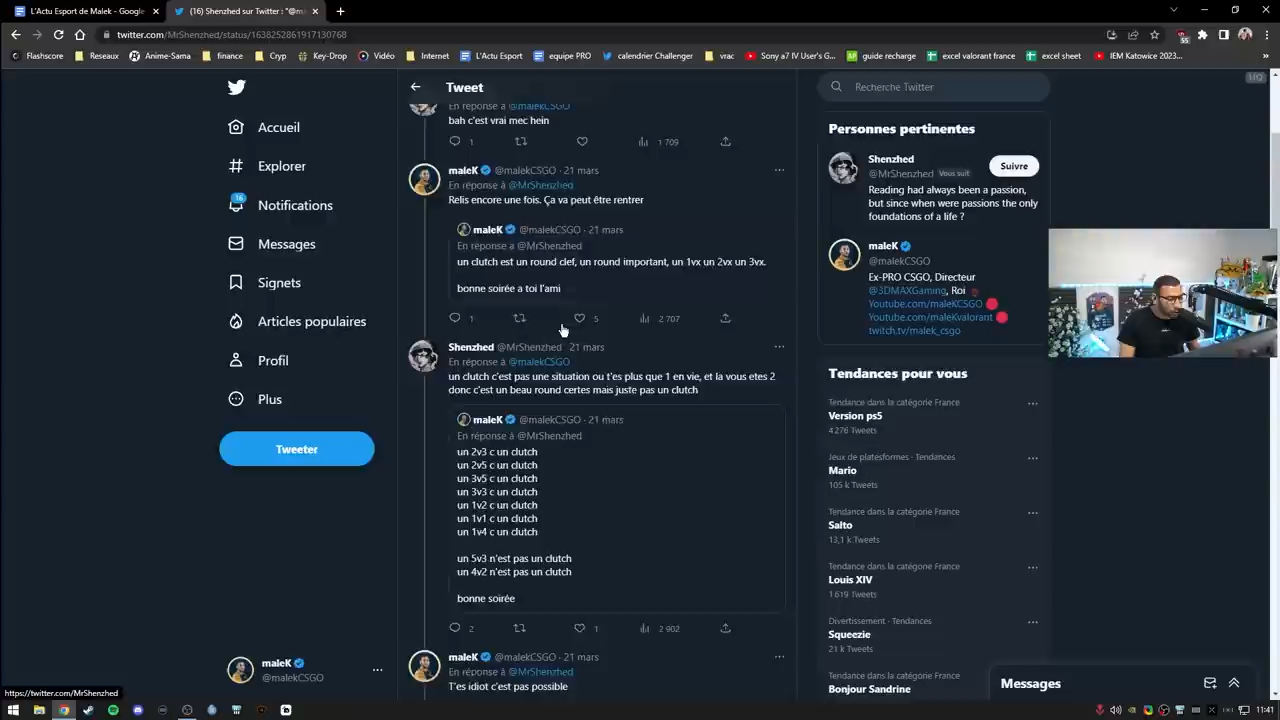 L'Actu Esport de Malek - Google
(16) Shenzhed sur Twitter : "@ma
twitter.com/MrShenzhed/status/1638252861917130768
Flashscore
Reseaux
Anime-Sama
finance
Cryp
Key-Drop
Vidéo
Internet
L'Actu Esport
equipe PRO
calendrier Challenger
vrac
Sony a7 IV User's G...
guide recharge
excel valorant france
excel sheet
IEM Katowice 2023...
Accueil
Explorer
16
Notifications
Messages
Signets
Articles populaires
Profil
Plus
Tweeter
maleK
@malekCSGO
https://twitter.com/MrShenzhed
Tweet
En réponse à @malekCSGO
bah c'est vrai mec hein
1 1 709
maleK @malekCSGO · 21 mars
En réponse à @MrShenzhed
Relis encore une fois. Ça va peut être rentrer
maleK @malekCSGO · 21 mars
En réponse à @MrShenzhed
un clutch est un round clef, un round important, un 1vx un 2vx un 3vx.
bonne soirée a toi l'ami
1 5 2 707
Shenzhed @MrShenzhed · 21 mars
En réponse à @malekCSGO
un clutch c'est pas une situation ou t'es plus que 1 en vie, et la vous etes 2
donc c'est un beau round certes mais juste pas un clutch
maleK @malekCSGO · 21 mars
En réponse à @MrShenzhed
un 2v3 c un clutch
un 2v5 c un clutch
un 3v5 c un clutch
un 3v3 c un clutch
un 1v2 c un clutch
un 1v1 c un clutch
un 1v4 c un clutch
un 5v3 n'est pas un clutch
un 4v2 n'est pas un clutch
bonne soirée
2 1 2 902
maleK @malekCSGO · 21 mars
En réponse à @MrShenzhed
T'es idiot c'est pas possible
Recherche Twitter
Personnes pertinentes
Shenzhed
@MrShenzhed Vous suit
Suivre
Reading had always been a passion,
but since when were passions the only
foundations of a life ?
maleK
@malekCSGO
Ex-PRO CSGO, Directeur
@3DMAXGaming, Roi
Youtube.com/maleKCSGO
Youtube.com/maleKvalorant
twitch.tv/malek_csgo
Tendances pour vous
Tendance dans la catégorie France
Version ps5
4 276 Tweets
Jeux de plateformes · Tendances
Mario
105 k Tweets
Tendance dans la catégorie France
Salto
13,1 k Tweets
Tendance dans la catégorie France
Louis XIV
1 619 Tweets
Divertissement · Tendances
Squeezie
21 k Tweets
Tendance dans la catégorie France
Bonjour Sandrine
Messages
11:41